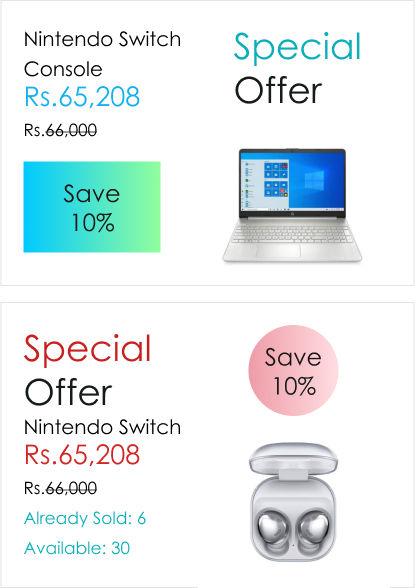 Nintendo Switch
Console
Rs.65,208
Rs.66,000
Save
10%
Special
Offer
Special
Offer
Nintendo Switch
Rs.65,208
Rs.66,000
Already Sold: 6
Available: 30
Save
10%